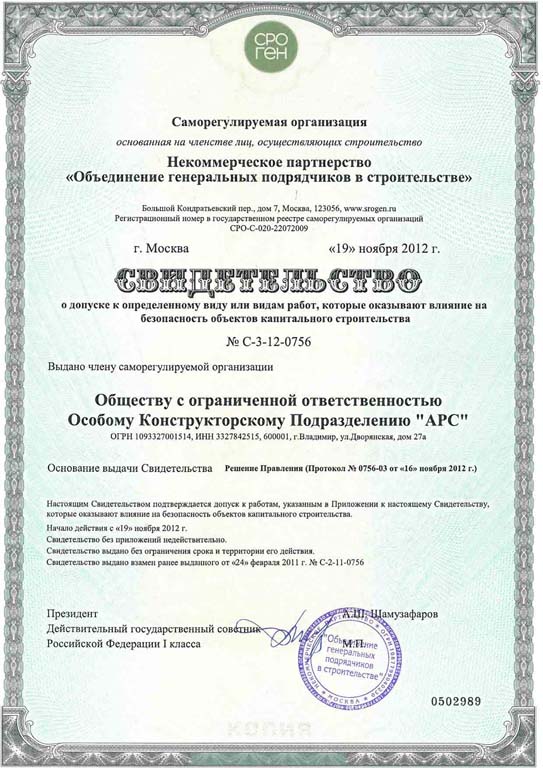 СРО
ГЕН
Саморегулируемая организация
основанная на членстве лиц, осуществляющих строительство
Некоммерческое партнерство
«Объединение генеральных подрядчиков в строительстве»
Большой Кондратьевский пер., дом 7, Москва, 123056, www.srogen.ru
Регистрационный номер в государственном реестре саморегулируемых организаций
СРО-С-020-22072009
г. Москва «19» ноября 2012 г.
СВИДЕТЕЛЬСТВО
о допуске к определенному виду или видам работ, которые оказывают влияние на
безопасность объектов капитального строительства
№ С-3-12-0756
Выдано члену саморегулируемой организации
Обществу с ограниченной ответственностью
Особому Конструкторскому Подразделению "АРС"
ОГРН 1093327001514, ИНН 3327842515, 600001, г.Владимир, ул.Дворянская, дом 27а
Основание выдачи Свидетельства Решение Правления (Протокол № 0756-03 от «16» ноября 2012 г.)
Настоящим Свидетельством подтверждается допуск к работам, указанным в Приложении к настоящему Свидетельству,
которые оказывают влияние на безопасность объектов капитального строительства.
Начало действия с «19» ноября 2012 г.
Свидетельство без приложений недействительно.
Свидетельство выдано без ограничения срока и территории его действия.
Свидетельство выдано взамен ранее выданного от «24» февраля 2011 г. № С-2-11-0756
Президент А.Ш. Шамузафаров
Действительный государственный советник
Российской Федерации I класса М.П.
"Объединение
генеральных
подрядчиков
в строительстве"
МОСКВА
0502989
КОПИЯ